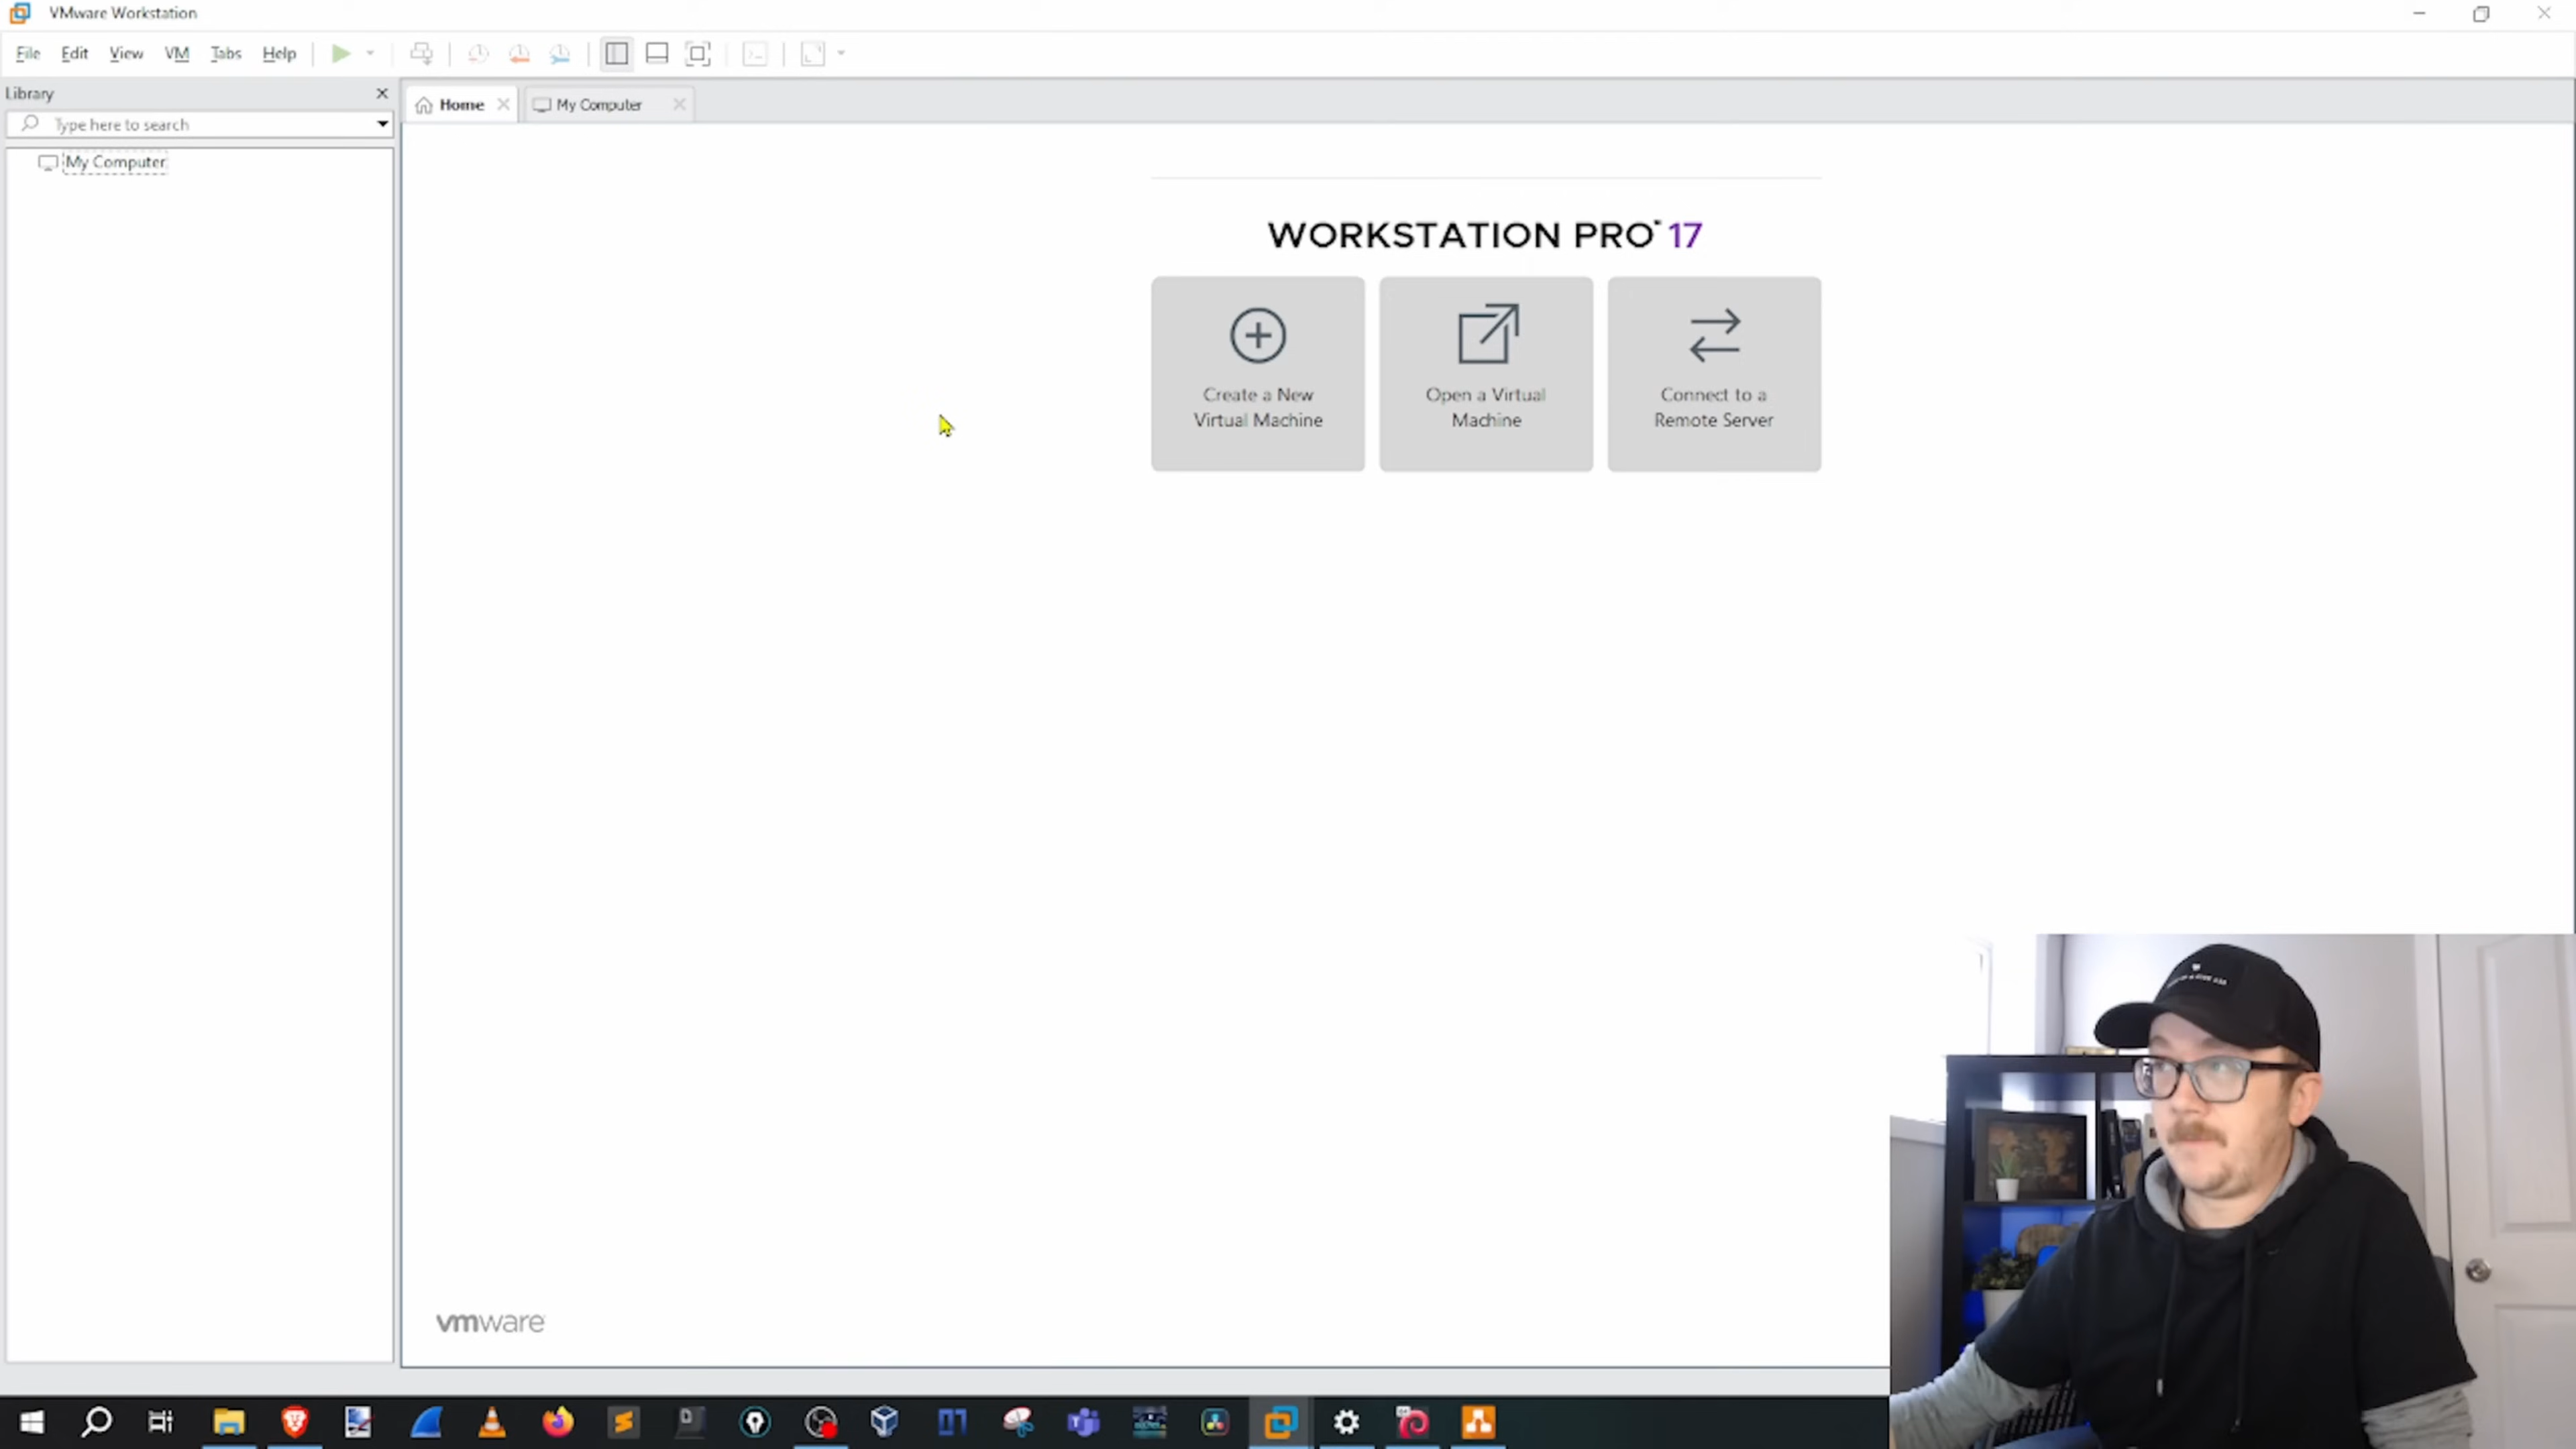 VMware Workstation
File Edit View VM Tabs Help
Library
Type here to search
My Computer
Home
My Computer
WORKSTATION PRO™ 17
Create a New
Virtual Machine
Open a Virtual
Machine
Connect to a
Remote Server
vmware